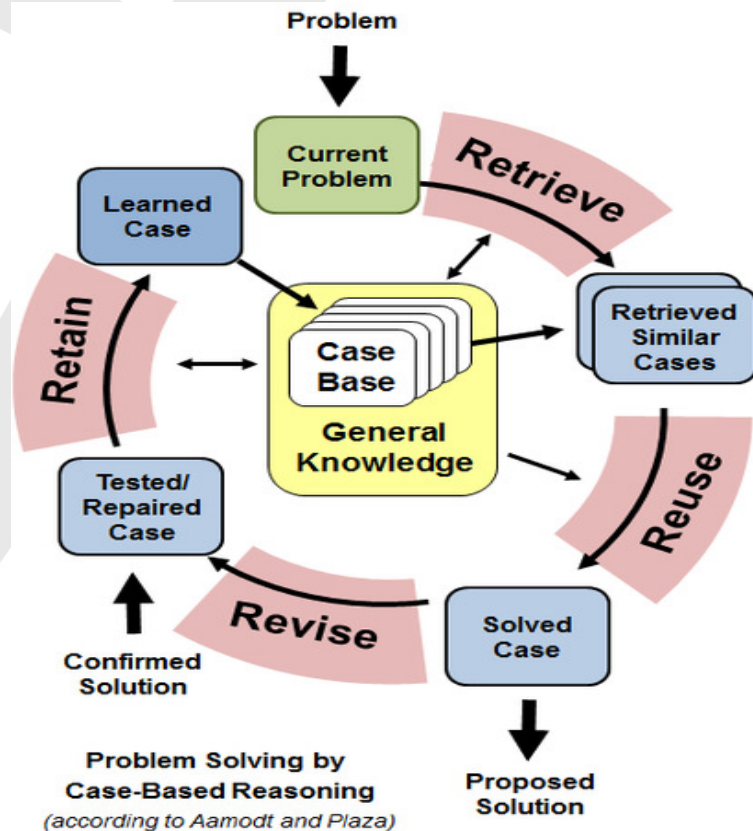 Problem
Current
Problem
Retrieve
Learned
Case
Retrieved
Similar
Cases
Case
Base
General
Knowledge
Retain
Reuse
Tested/
Repaired
Case
Revise
Solved
Case
Confirmed
Solution
Proposed
Solution
Problem Solving by
Case-Based Reasoning
(according to Aamodt and Plaza)